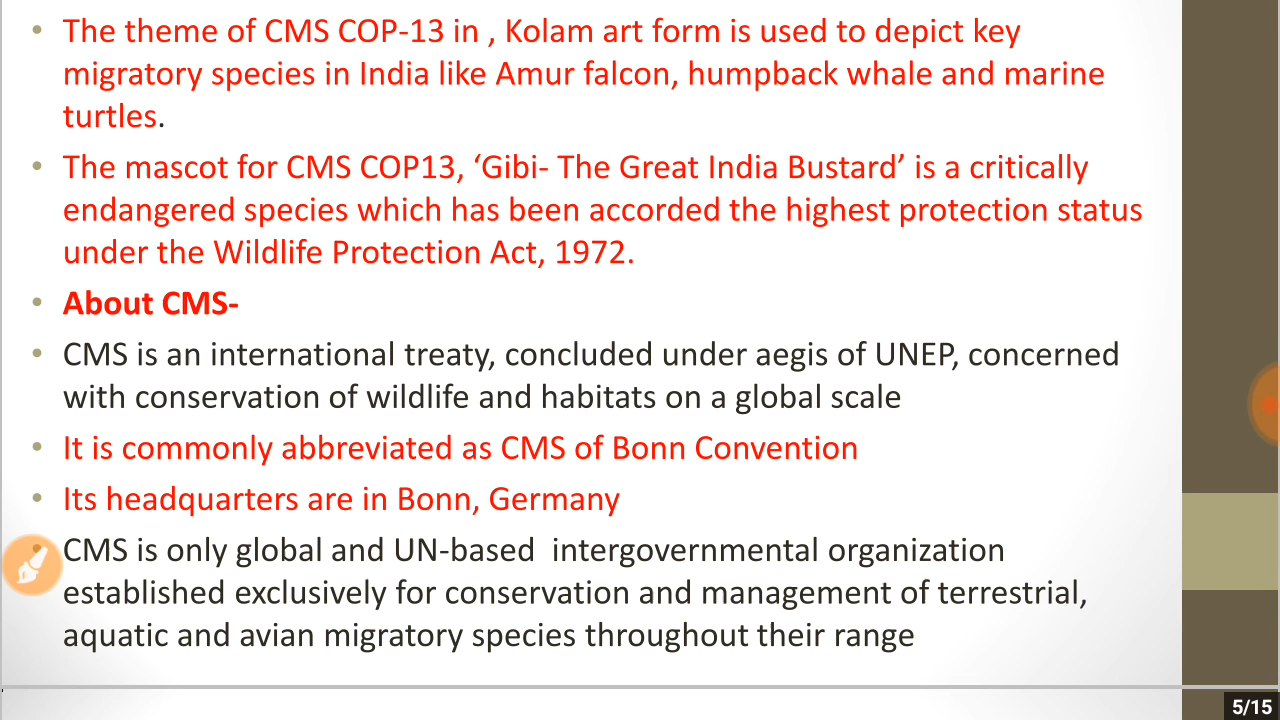 • The theme of CMS COP-13 in , Kolam art form is used to depict key
migratory species in India like Amur falcon, humpback whale and marine
turtles.
• The mascot for CMS COP13, ‘Gibi- The Great India Bustard’ is a critically
endangered species which has been accorded the highest protection status
under the Wildlife Protection Act, 1972.
• About CMS-
• CMS is an international treaty, concluded under aegis of UNEP, concerned
with conservation of wildlife and habitats on a global scale
• It is commonly abbreviated as CMS of Bonn Convention
• Its headquarters are in Bonn, Germany
• CMS is only global and UN-based  intergovernmental organization
established exclusively for conservation and management of terrestrial,
aquatic and avian migratory species throughout their range
5/15